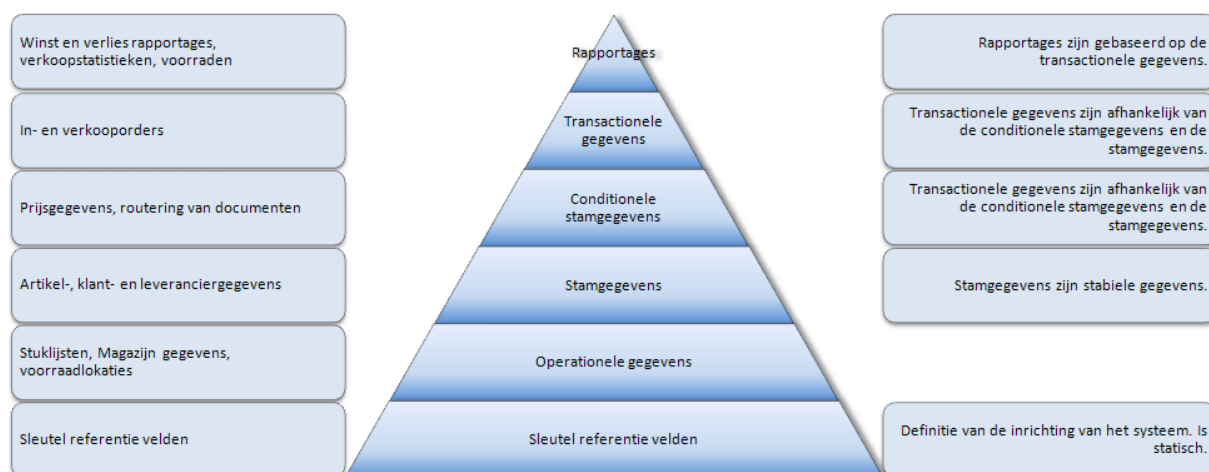 Winst en verlies rapportages,
verkoopstatistieken, voorraden
Rapportages
Rapportages zijn gebaseerd op de
transactionele gegevens.
In- en verkooporders
Transactionele
gegevens
Transactionele gegevens zijn afhankelijk van
de conditionele stamgegevens en de
stamgegevens.
Prijsgegevens, routering van documenten
Conditionele
stamgegevens
Transactionele gegevens zijn afhankelijk van
de conditionele stamgegevens en de
stamgegevens.
Artikel-, klant- en leveranciergegevens
Stamgegevens
Stamgegevens zijn stabiele gegevens.
Stuklijsten, Magazijn gegevens,
voorraadlokaties
Operationele gegevens
Sleutel referentie velden
Sleutel referentie velden
Definitie van de inrichting van het systeem. Is
statisch.